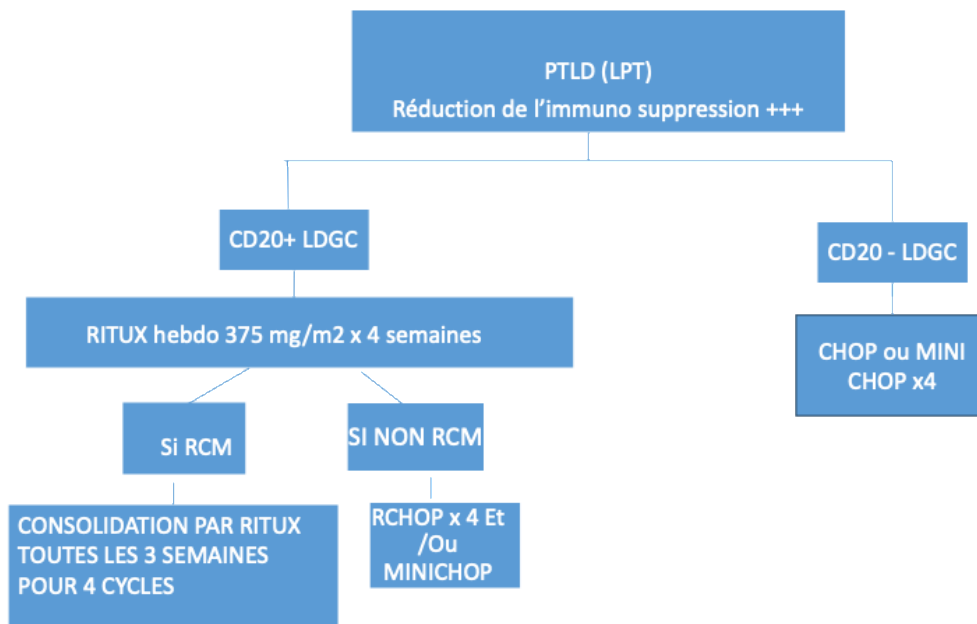 PTLD (LPT)
Réduction de l’immuno suppression +++
CD20+ LDGC
CD20 - LDGC
RITUX hebdo 375 mg/m2 x 4 semaines
CHOP ou MINI
CHOP x4
Si RCM
SI NON RCM
CONSOLIDATION PAR RITUX
TOUTES LES 3 SEMAINES
POUR 4 CYCLES
RCHOP x 4 Et
/Ou
MINICHOP